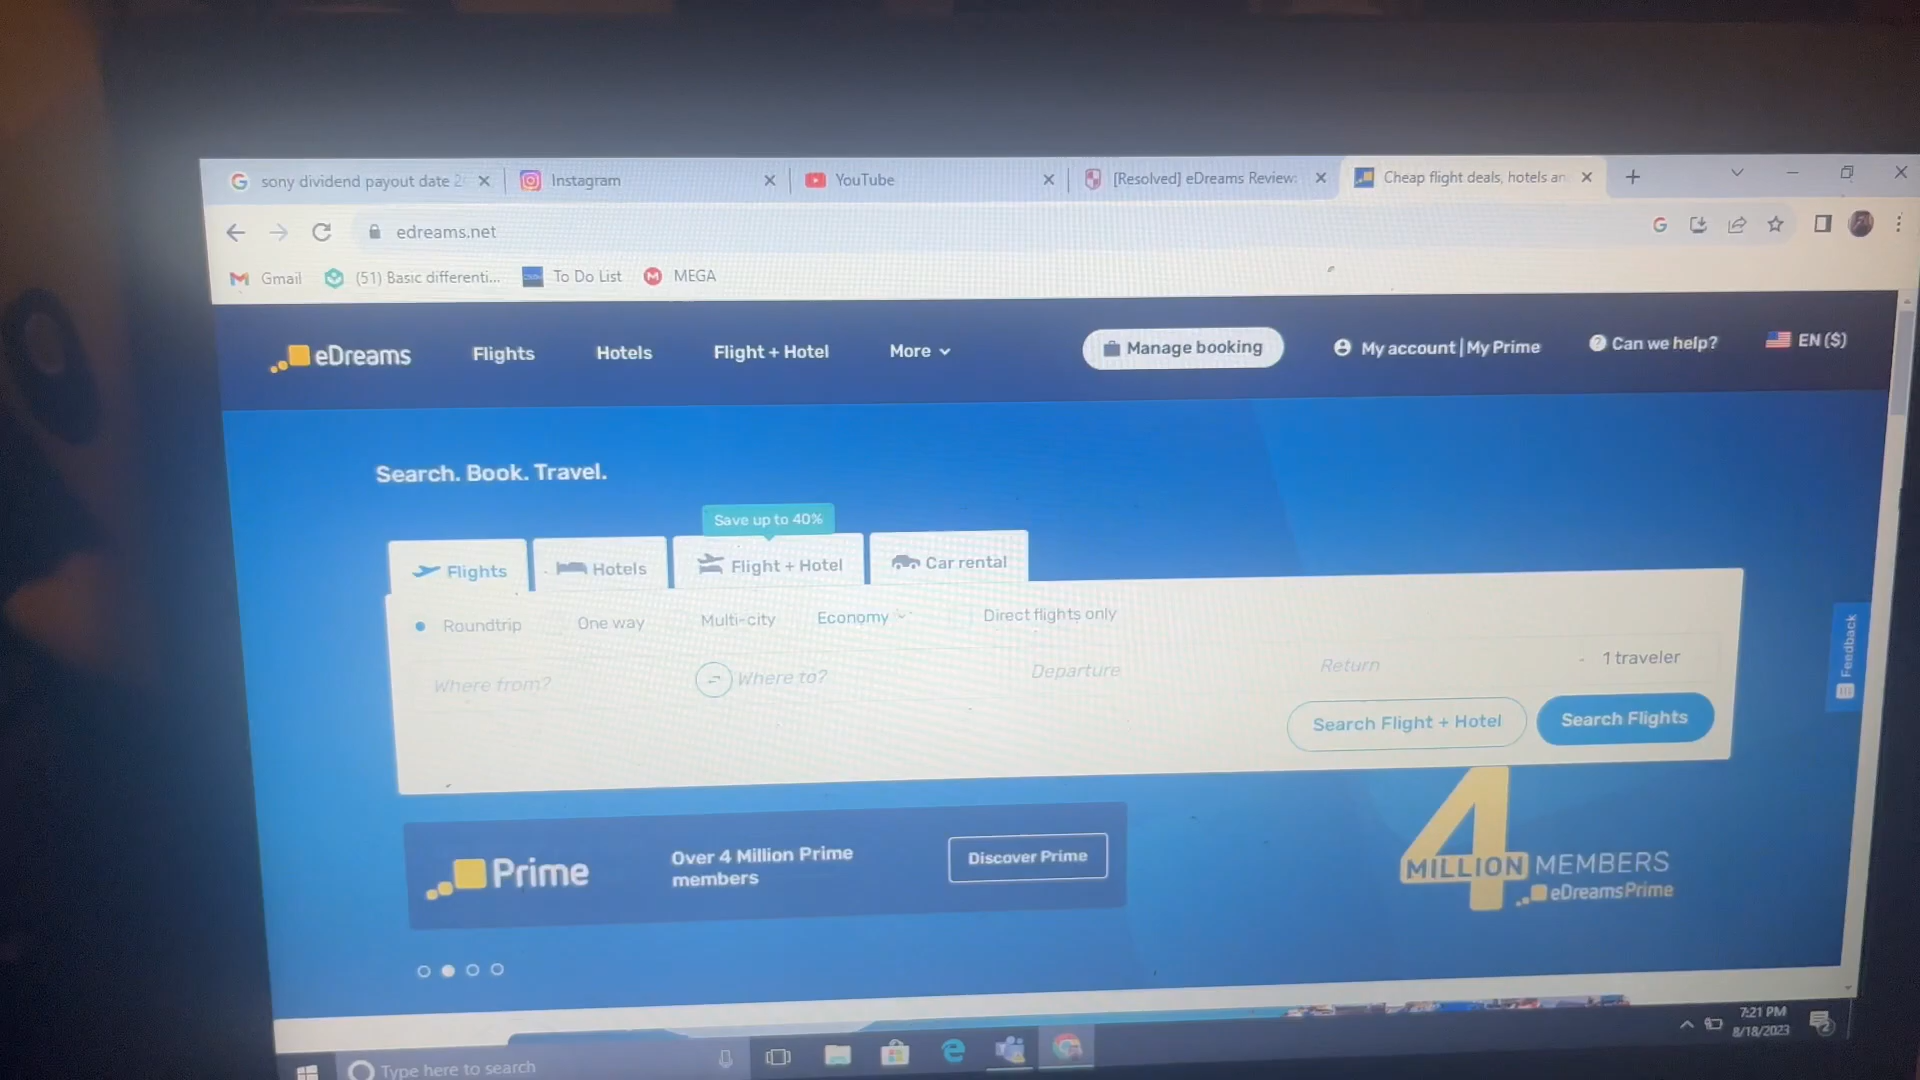 sony dividend payout date 2
Instagram
YouTube
[Resolved] eDreams Review:
Cheap flight deals, hotels an
edreams.net
Gmail
(51) Basic differenti...
To Do List
MEGA
eDreams
Flights
Hotels
Flight + Hotel
More
Manage booking
My account | My Prime
Can we help?
EN ($)
Search. Book. Travel.
Save up to 40%
Flights
Hotels
Flight + Hotel
Car rental
Roundtrip
One way
Multi-city
Economy
Direct flights only
Where from?
Where to?
Departure
Return
1 traveler
Search Flight + Hotel
Search Flights
Feedback
Prime
Over 4 Million Prime
members
Discover Prime
4
MILLION MEMBERS
eDreamsPrime
7:21 PM
8/18/2023
2
Type here to search